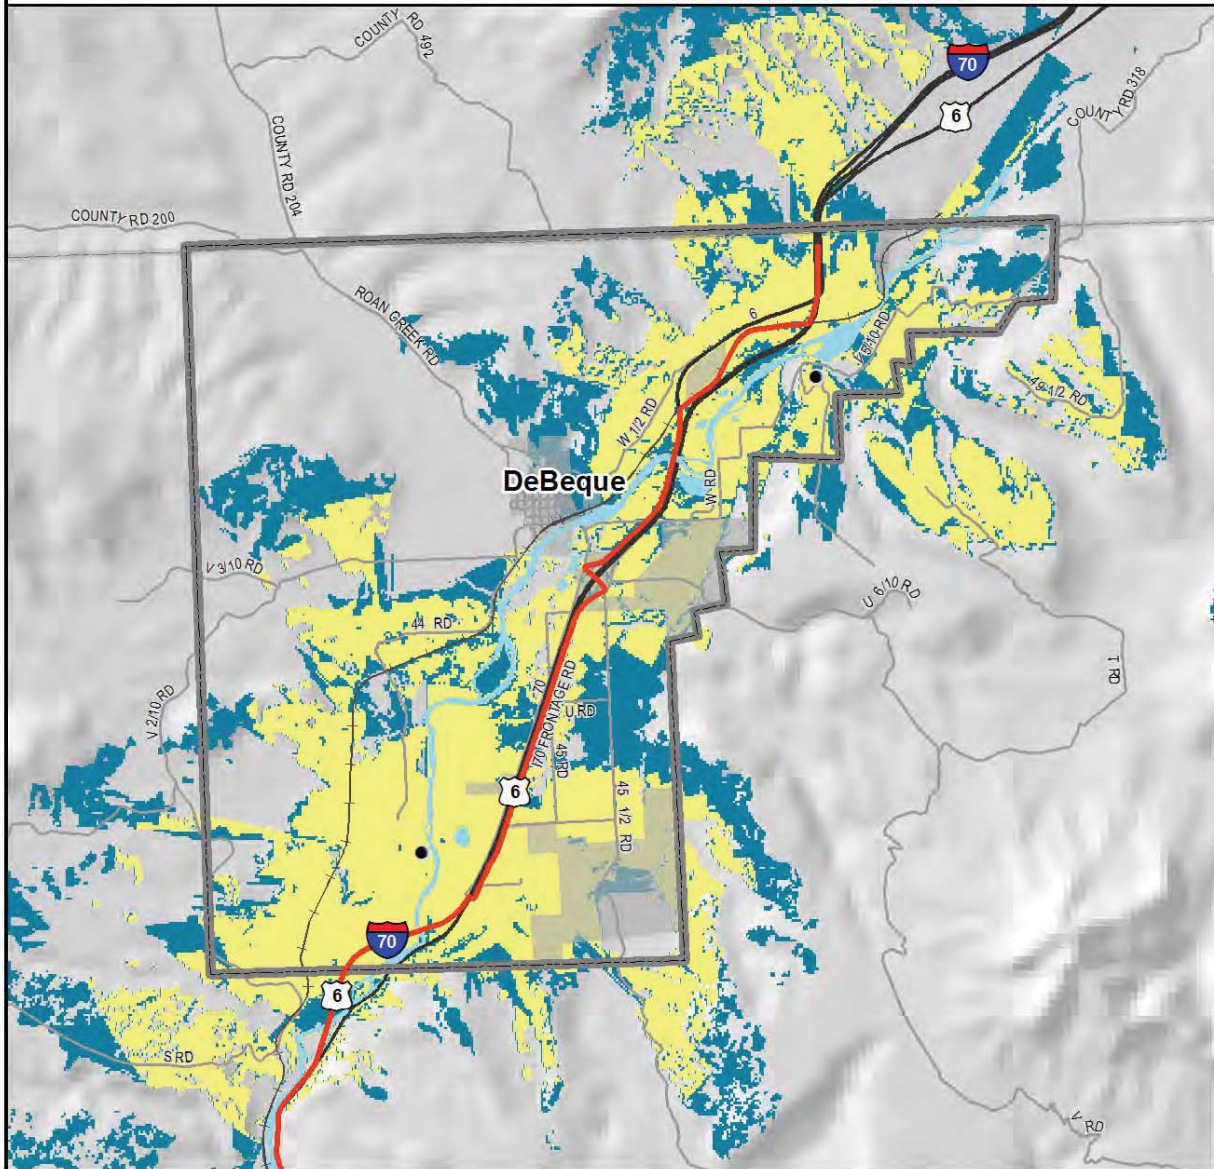 COUNTY RD 492
70
6
COUNTY RD 318
COUNTY RD 204
COUNTY RD 200
ROAN CREEK RD
6
V 5/10 RD
49 1/2 RD
W 1/2 RD
DeBeque
W RD
V 3/10 RD
U 6/10 RD
44 RD
T RD
V 2/10 RD
70
I70 FRONTAGE RD
U RD
45 RD
6
45 1/2 RD
70
6
S RD
V RD